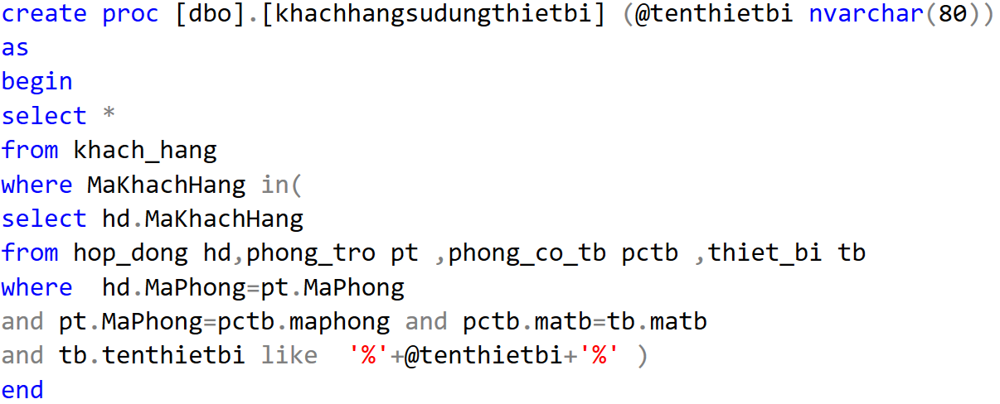 create proc [dbo].[khachhangsudungthietbi] (@tenthietbi nvarchar(80))
as
begin
select *
from khach_hang
where MaKhachHang in(
select hd.MaKhachHang
from hop_dong hd,phong_tro pt ,phong_co_tb pctb ,thiet_bi tb
where  hd.MaPhong=pt.MaPhong
and pt.MaPhong=pctb.maphong and pctb.matb=tb.matb
and tb.tenthietbi like  '%'+@tenthietbi+'%' )
end